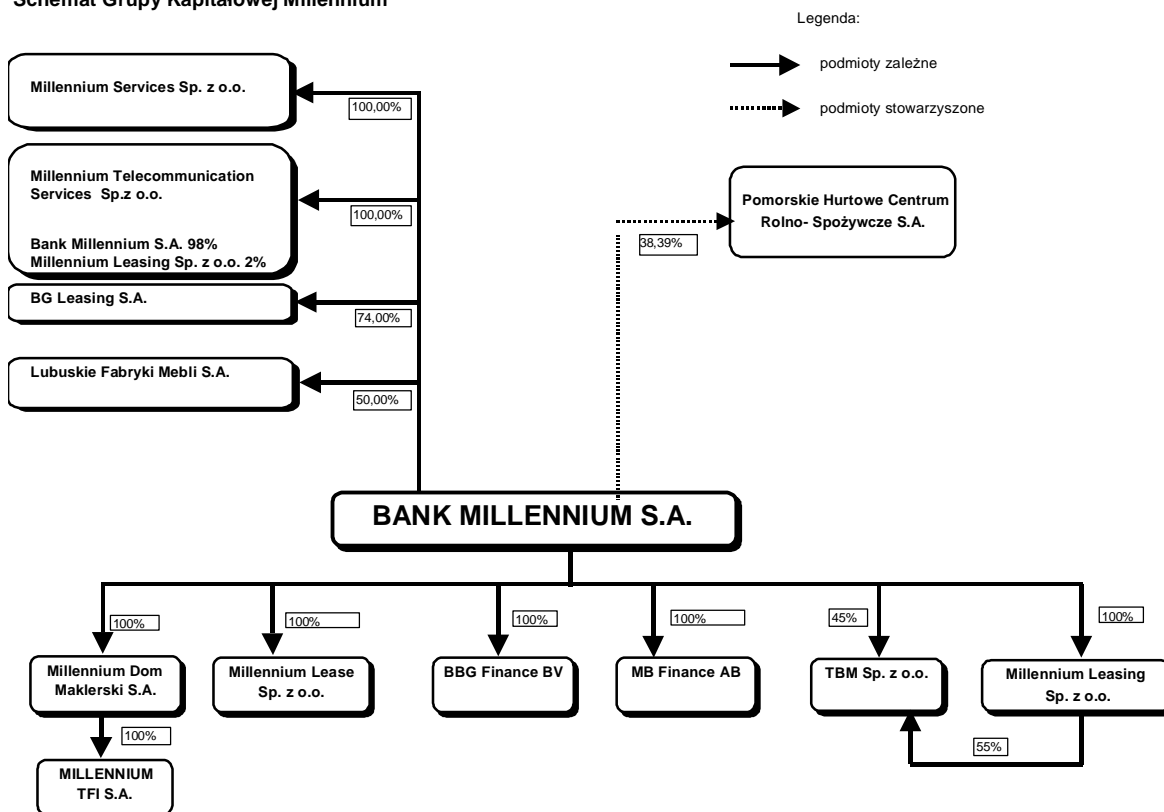 Schemat Grupy Kapitałowej Millennium
Legenda:
podmioty zależne
podmioty stowarzyszone
Millennium Services Sp. z o.o.
100,00%
Millennium Telecommunication
Services Sp.z o.o.
Bank Millennium S.A. 98%
Millennium Leasing Sp. z o.o. 2%
100,00%
BG Leasing S.A.
74,00%
Lubuskie Fabryki Mebli S.A.
50,00%
Pomorskie Hurtowe Centrum
Rolno- Spożywcze S.A.
38,39%
BANK MILLENNIUM S.A.
100%
100%
100%
100%
45%
100%
Millennium Dom
Maklerski S.A.
Millennium Lease
Sp. z o.o.
BBG Finance BV
MB Finance AB
TBM Sp. z o.o.
Millennium Leasing
Sp. z o.o.
100%
55%
MILLENNIUM
TFI S.A.